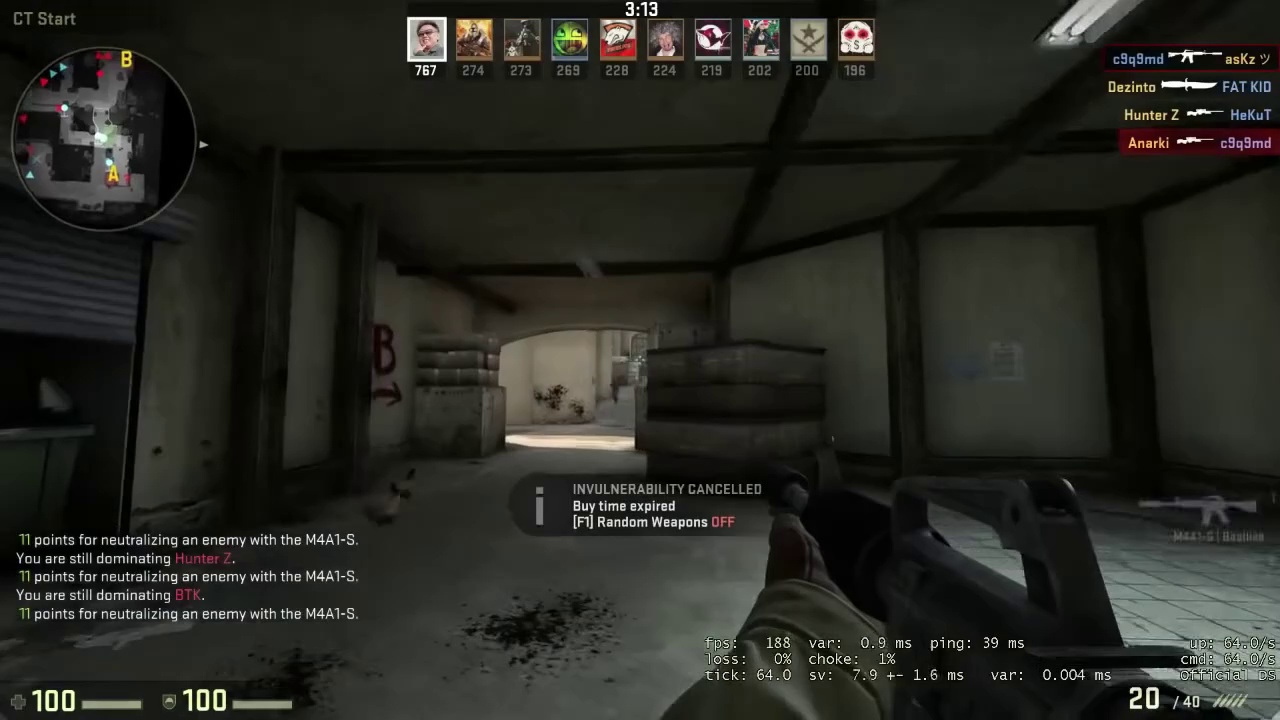 CT Start
3:13
767 274 273 269 228 224 219 202 200 196
B
A
c9q9md asKz ツ
Dezinto FAT KID
Hunter Z HeKuT
Anarki c9q9md
B
INVULNERABILITY CANCELLED
Buy time expired
[F1] Random Weapons OFF
M4A1-S | Basilisk
11 points for neutralizing an enemy with the M4A1-S.
You are still dominating Hunter Z.
11 points for neutralizing an enemy with the M4A1-S.
You are still dominating BTK.
11 points for neutralizing an enemy with the M4A1-S.
fps: 188 var: 0.9 ms ping: 39 ms up: 64.0/s
loss: 0% choke: 1% cmd: 64.0/s
tick: 64.0 sv: 7.9 +- 1.6 ms var: 0.004 ms Official DS
100 100 20 / 40